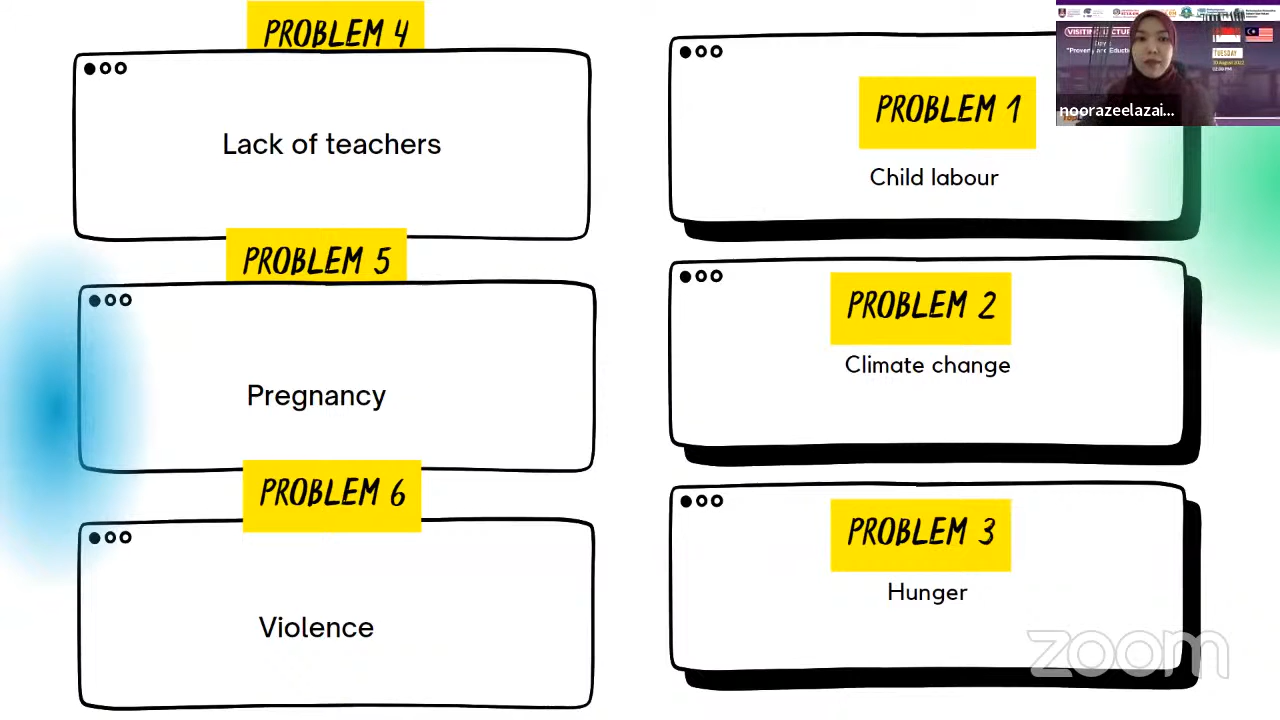 PROBLEM 4
Lack of teachers
PROBLEM 5
Pregnancy
PROBLEM 6
Violence
PROBLEM 1
Child labour
PROBLEM 2
Climate change
PROBLEM 3
Hunger
TUESDAY
noorazeelazai...
zoom